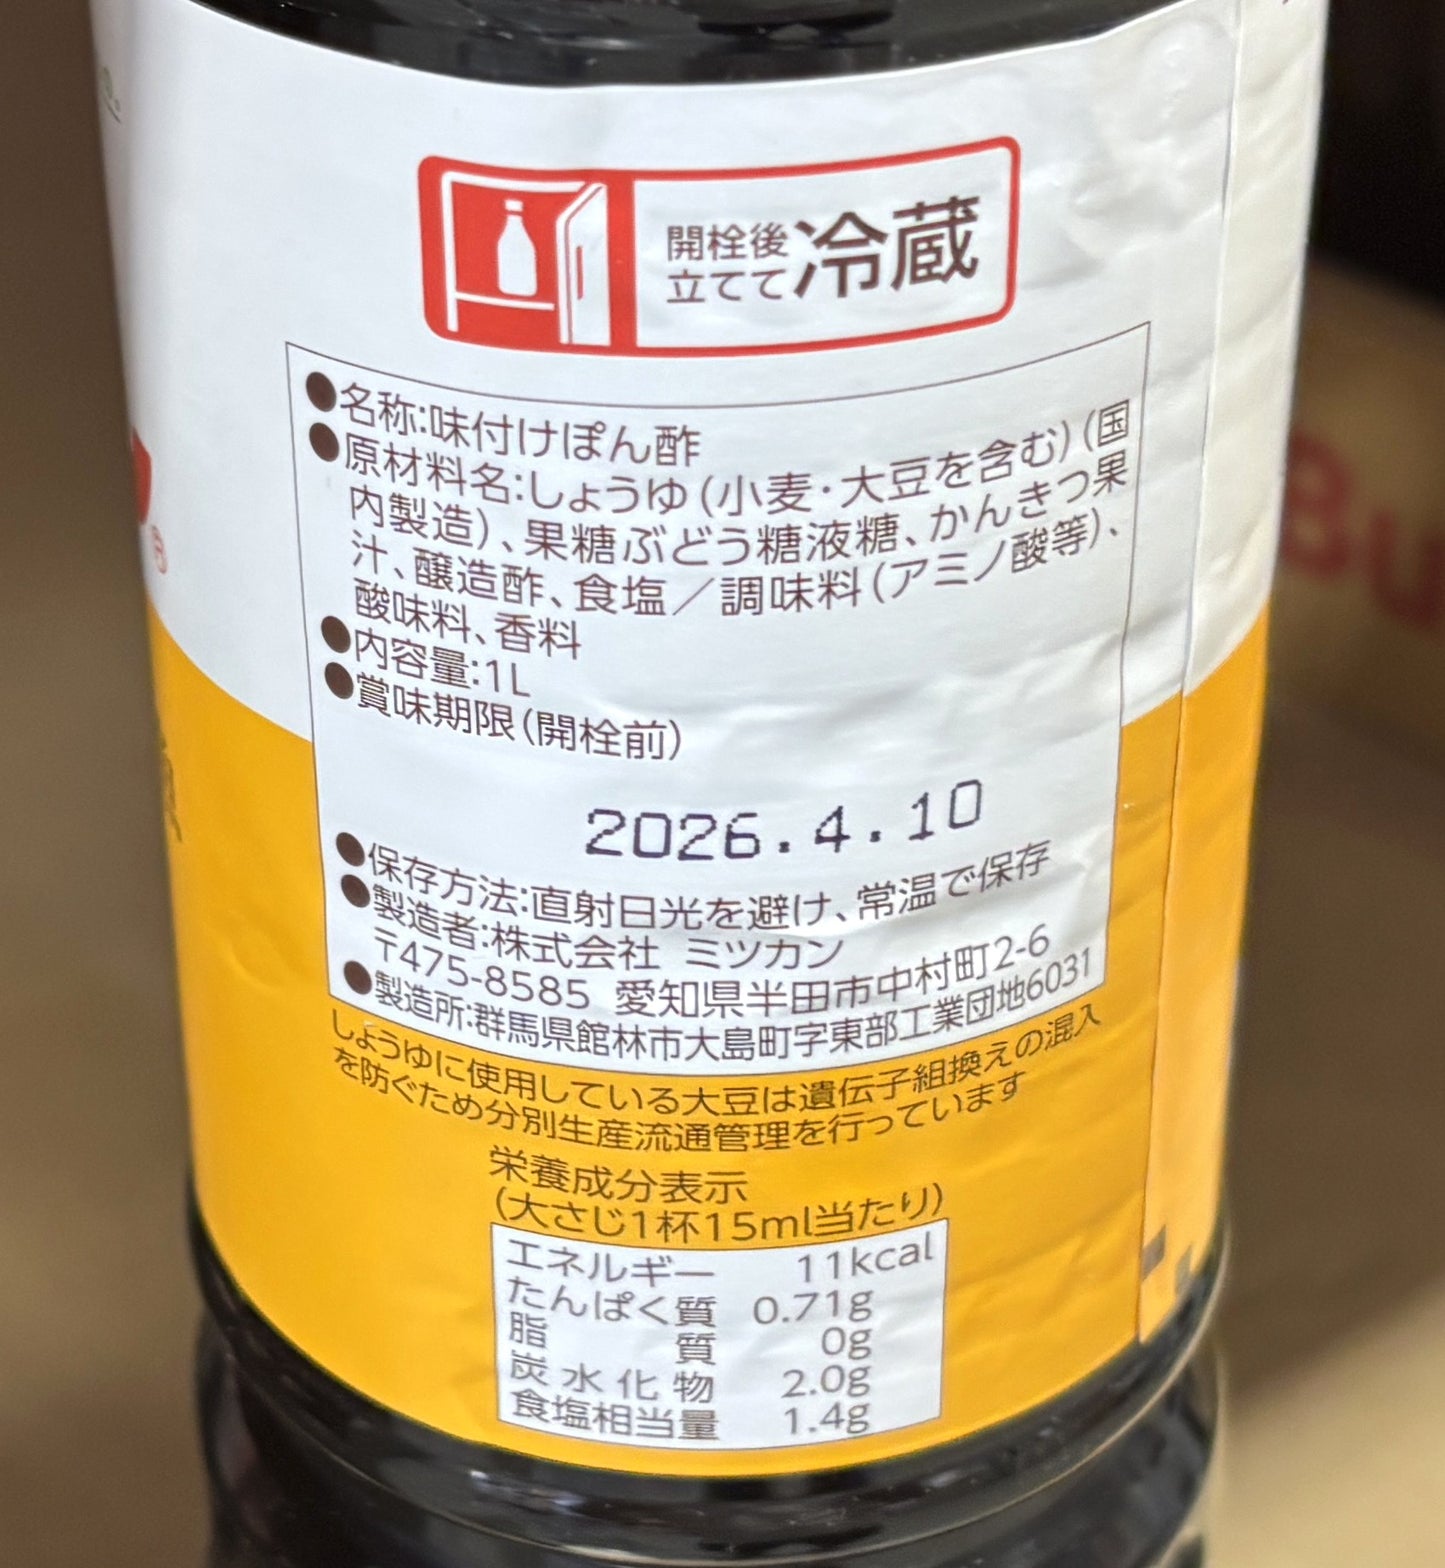 開栓後
立てて冷蔵
●名称:味付けぽん酢
●原材料名:しょうゆ(小麦・大豆を含む)(国
内製造)、果糖ぶどう糖液糖、かんきつ果
汁、醸造酢、食塩/調味料(アミノ酸等)、
酸味料、香料
●内容量:1L
●賞味期限(開栓前)
2026.4.10
●保存方法:直射日光を避け、常温で保存
●製造者:株式会社 ミツカン
〒475-8585 愛知県半田市中村町2-6
●製造所:群馬県館林市大島町字東部工業団地6031
しょうゆに使用している大豆は遺伝子組換えの混入
を防ぐため分別生産流通管理を行っています
栄養成分表示
(大さじ1杯15ml当たり)
エネルギー 11kcal
たんぱく質 0.71g
脂質 0g
炭水化物 2.0g
食塩相当量 1.4g